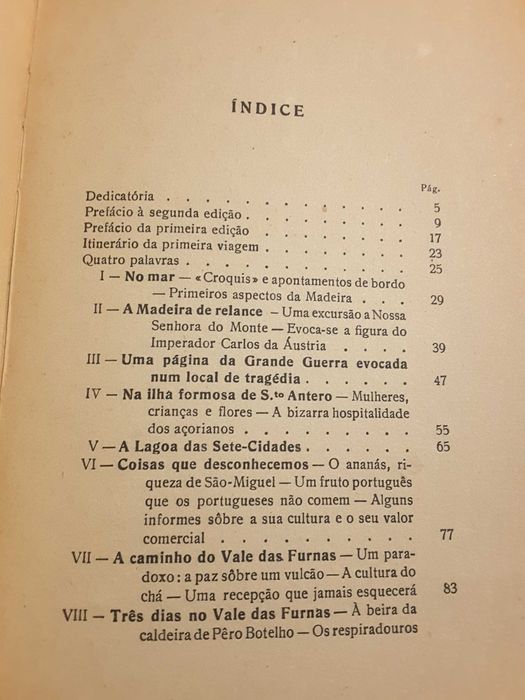 ÍNDICE
Pág.
Dedicatória . . . . . . . . . . . 5
Prefácio à segunda edição . . . . . . . . 9
Prefácio da primeira edição . . . . . . . 17
Itinerário da primeira viagem . . . . . . . 23
Quatro palavras . . . . . . . . . . 25
I — No mar — «Croquis» e apontamentos de bordo
— Primeiros aspectos da Madeira . . . 29
II — A Madeira de relance - Uma excursão a Nossa
Senhora do Monte — Evoca-se a figura do
Imperador Carlos da Áustria . . . . 39
III — Uma página da Grande Guerra evocada
num local de tragédia . . . . . . 47
IV — Na ilha formosa de S.to Antero — Mulheres,
crianças e flores — A bizarra hospitalidade
dos açorianos . . . . . . . . . 55
V — A Lagoa das Sete-Cidades . . . . . . 65
VI — Coisas que desconhecemos — O ananás, ri-
queza de São-Miguel — Um fruto português
que os portugueses não comem — Alguns
informes sôbre a sua cultura e o seu valor
comercial . . . . . . . . . . 77
VII — A caminho do Vale das Furnas — Um para-
doxo: a paz sôbre um vulcão — A cultura do
chá — Uma recepção que jamais esquecerá 83
VIII — Três dias no Vale das Furnas — À beira da
caldeira de Pêro Botelho — Os respiradouros